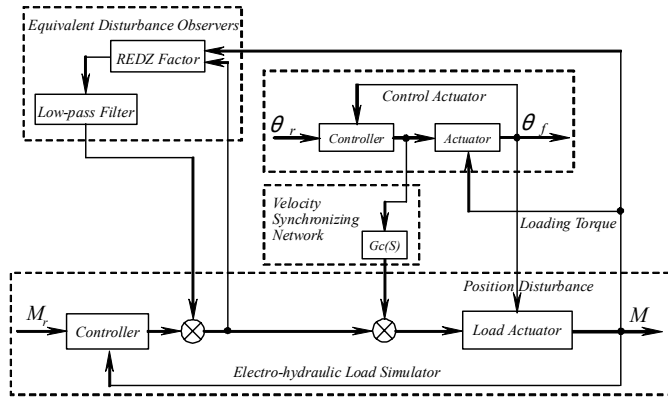 Equivalent Disturbance Observers
REDZ Factor
Low-pass Filter
Control Actuator
θr
Controller
Actuator
θf
Velocity
Synchronizing
Network
Gc(S)
Loading Torque
Position Disturbance
Mr
Controller
Load Actuator
M
Electro-hydraulic Load Simulator